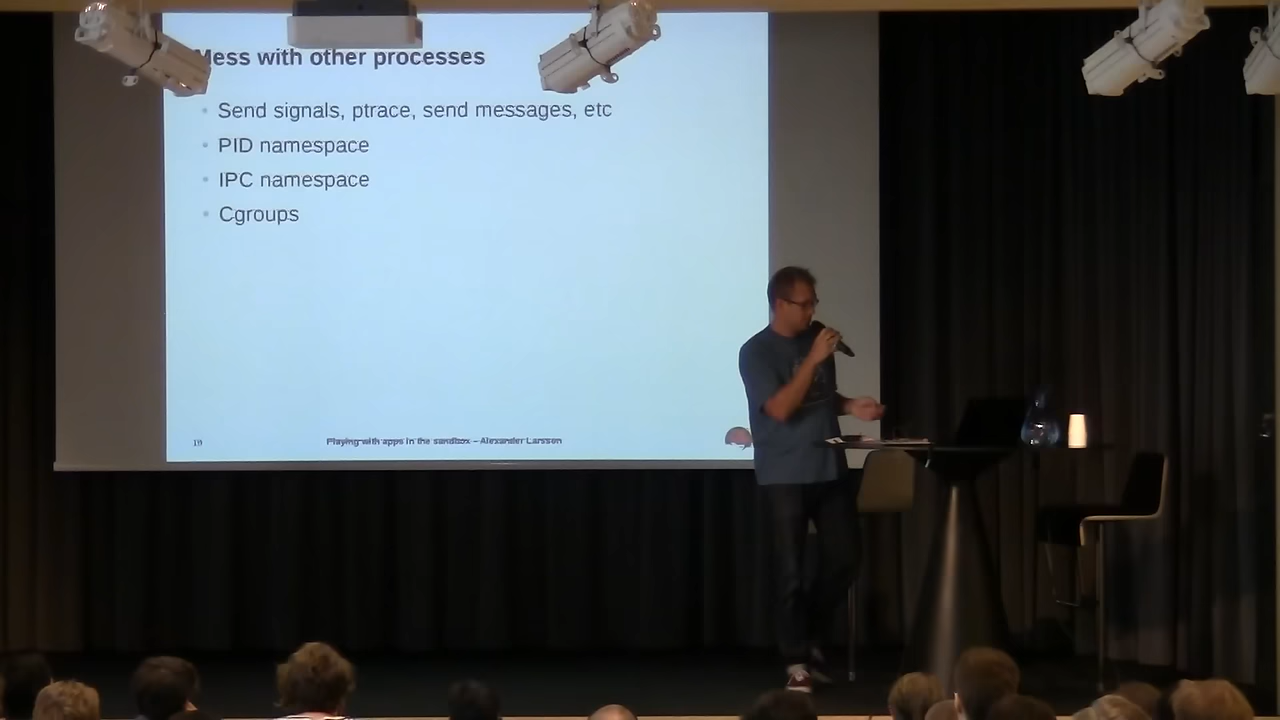 Mess with other processes
Send signals, ptrace, send messages, etc
PID namespace
IPC namespace
Cgroups
19
Playing with apps in the sandbox – Alexander Larsson